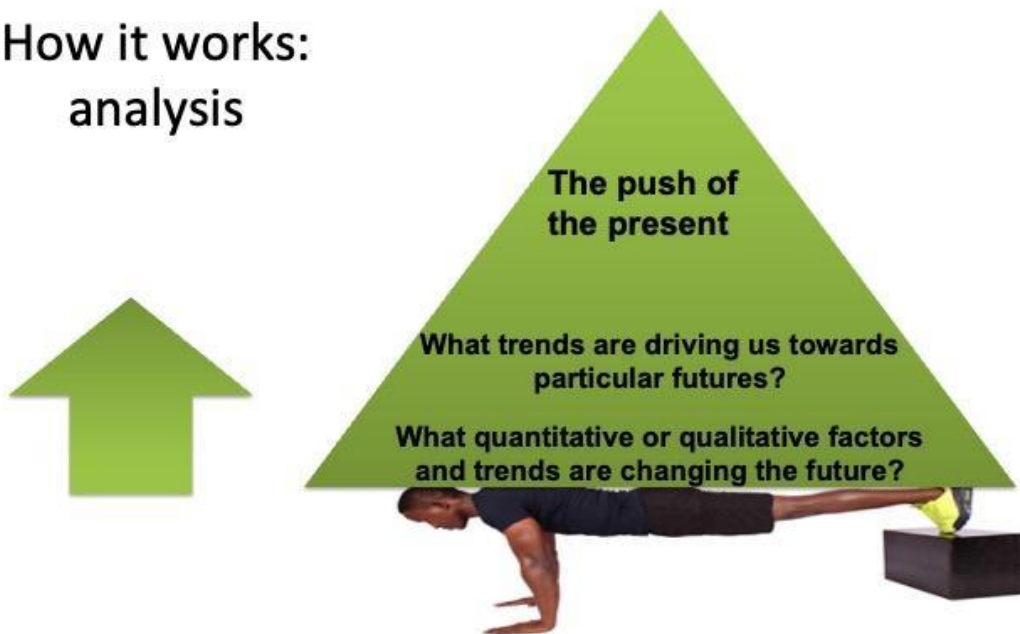 How it works:
analysis
The push of
the present
What trends are driving us towards
particular futures?
What quantitative or qualitative factors
and trends are changing the future?